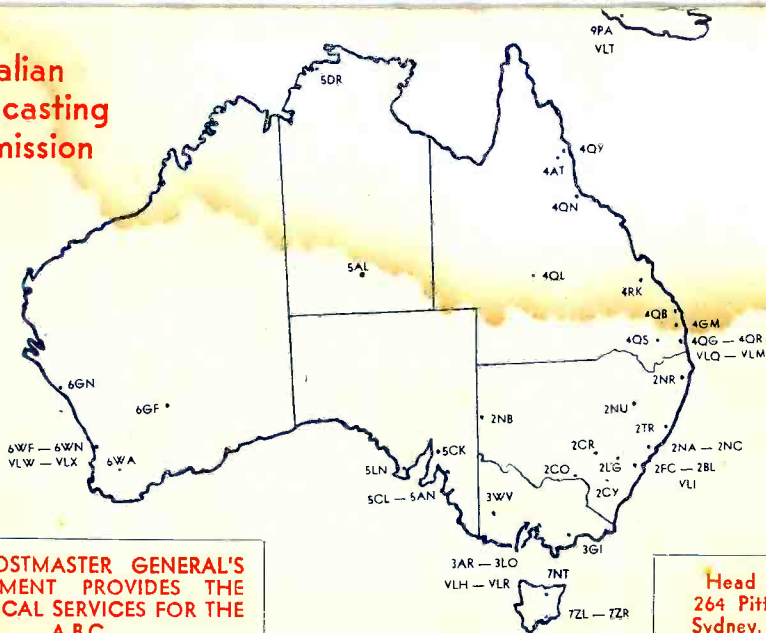 alian
casting
mission
9PA
VLT
5DR
4QY
4AT
4QN
5AL
4QL
4RK
4QB
4GM
4QS
4QG — 4QR
VLQ — VLM
6GN
6GF
2NR
2NB
2NU
2TR
6WF — 6WN
VLW — VLX
6WA
5CK
2CR
2NA — 2NC
5LN
2CO
2LG
2FC — 2BL
VLI
5CL — 5AN
2CY
3WV
3GI
3AR — 3LO
VLH — VLR
7NT
7ZL — 7ZR
OSTMASTER GENERAL'S
MENT PROVIDES THE
CAL SERVICES FOR THE
A.B.C.
Head
264 Pitt
Sydney.